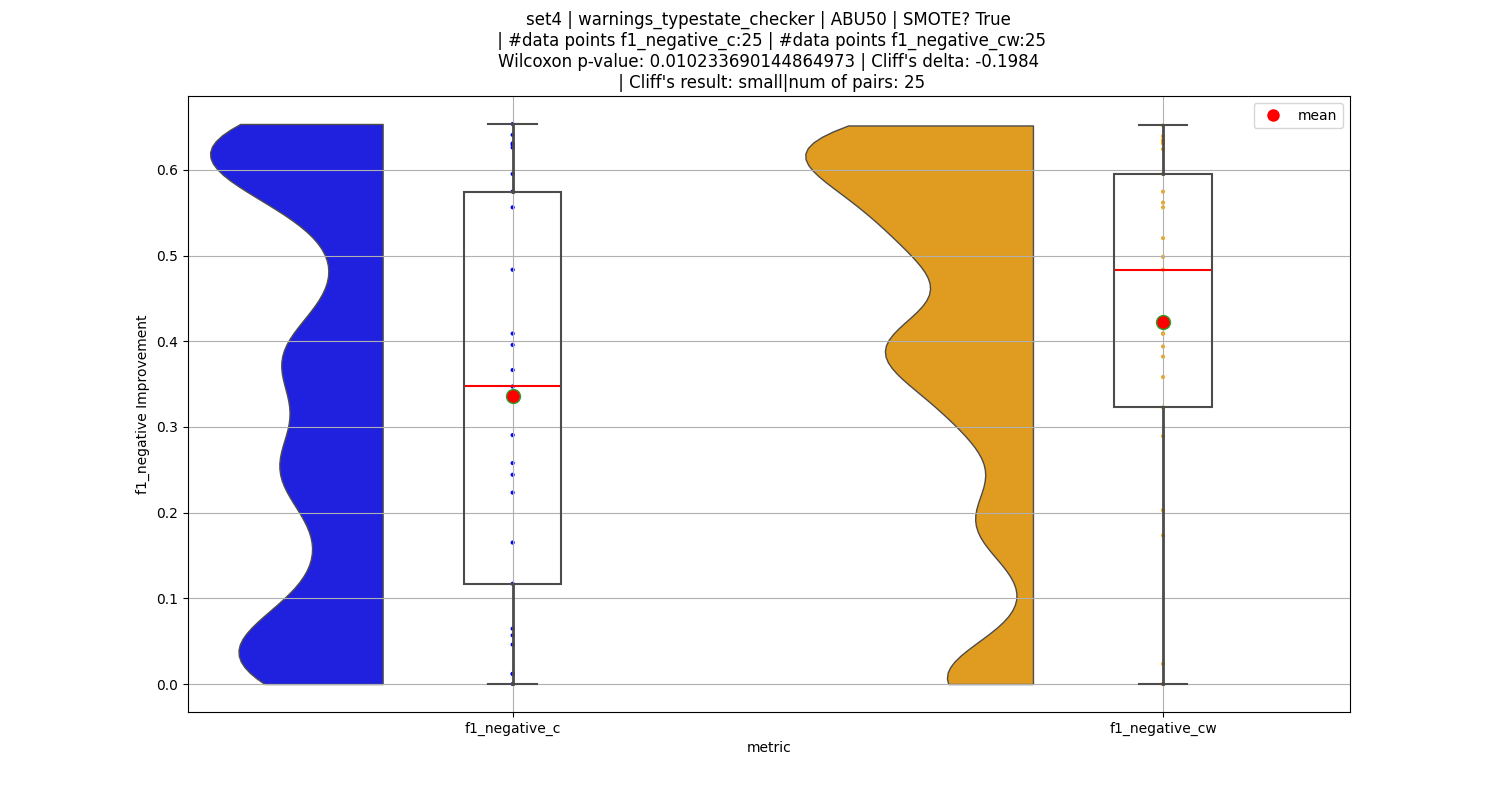 set4 | warnings_typestate_checker | ABU50 | SMOTE? True
| #data points f1_negative_c:25 | #data points f1_negative_cw:25
Wilcoxon p-value: 0.010233690144864973 | Cliff's delta: -0.1984
| Cliff's result: small|num of pairs: 25
mean
0.6
0.5
0.4
0.3
0.2
0.1
0.0
f1_negative Improvement
f1_negative_c
f1_negative_cw
metric